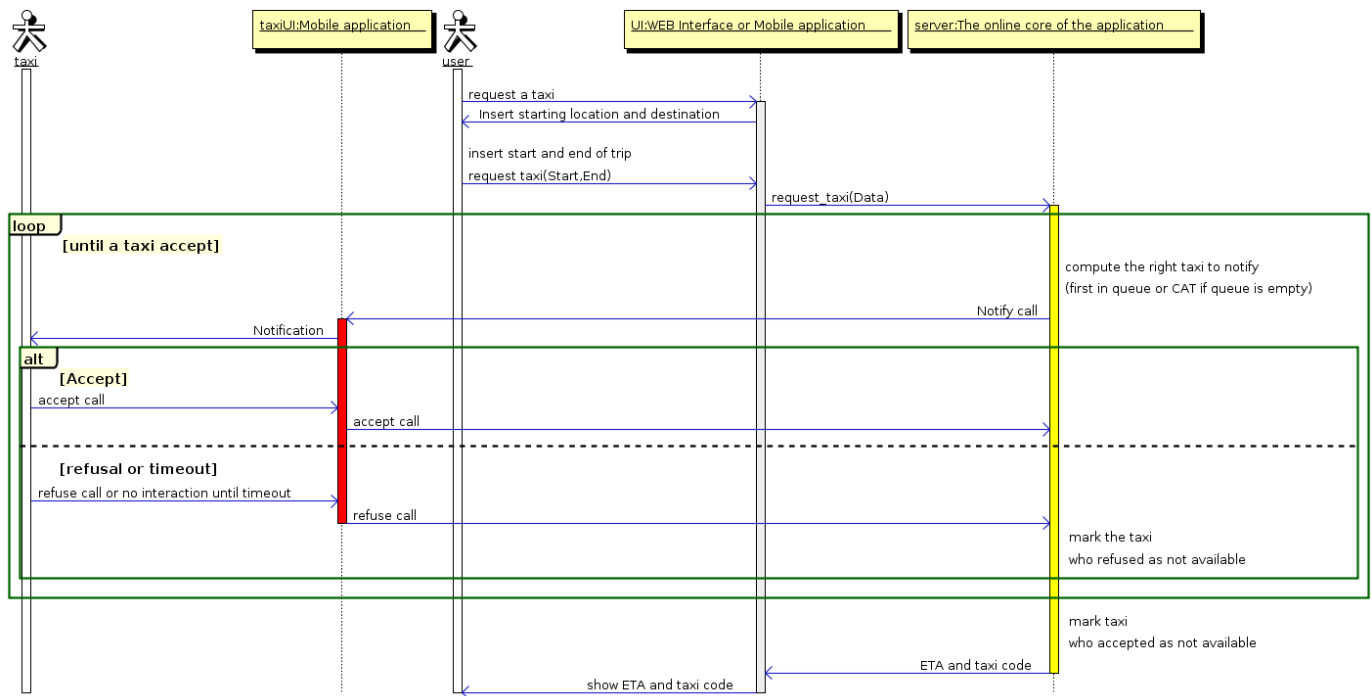 taxiUI:Mobile application
UI:WEB Interface or Mobile application
server:The online core of the application
taxi
user
request a taxi
Insert starting location and destination
insert start and end of trip
request taxi(Start,End)
request_taxi(Data)
loop
[until a taxi accept]
compute the right taxi to notify
(first in queue or CAT if queue is empty)
Notify call
Notification
alt
[Accept]
accept call
accept call
[refusal or timeout]
refuse call or no interaction until timeout
refuse call
mark the taxi
who refused as not available
mark taxi
who accepted as not available
ETA and taxi code
show ETA and taxi code